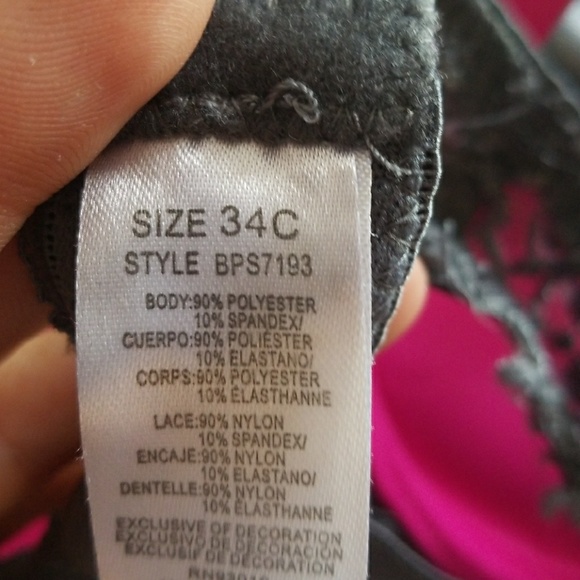 SIZE 34C
STYLE BPS7193
BODY:90% POLYESTER
10% SPANDEX/
CUERPO:90% POLIÉSTER
10% ELASTANO/
CORPS:90% POLYESTER
10% ÉLASTHANNE
LACE:90% NYLON
10% SPANDEX/
ENCAJE:90% NYLON
10% ELASTANO/
DENTELLE:90% NYLON
10% ÉLASTHANNE
EXCLUSIVE OF DECORATION
EXCLUSIVO DE DECORACIÓN
EXCLUSIF DE DÉCORATION